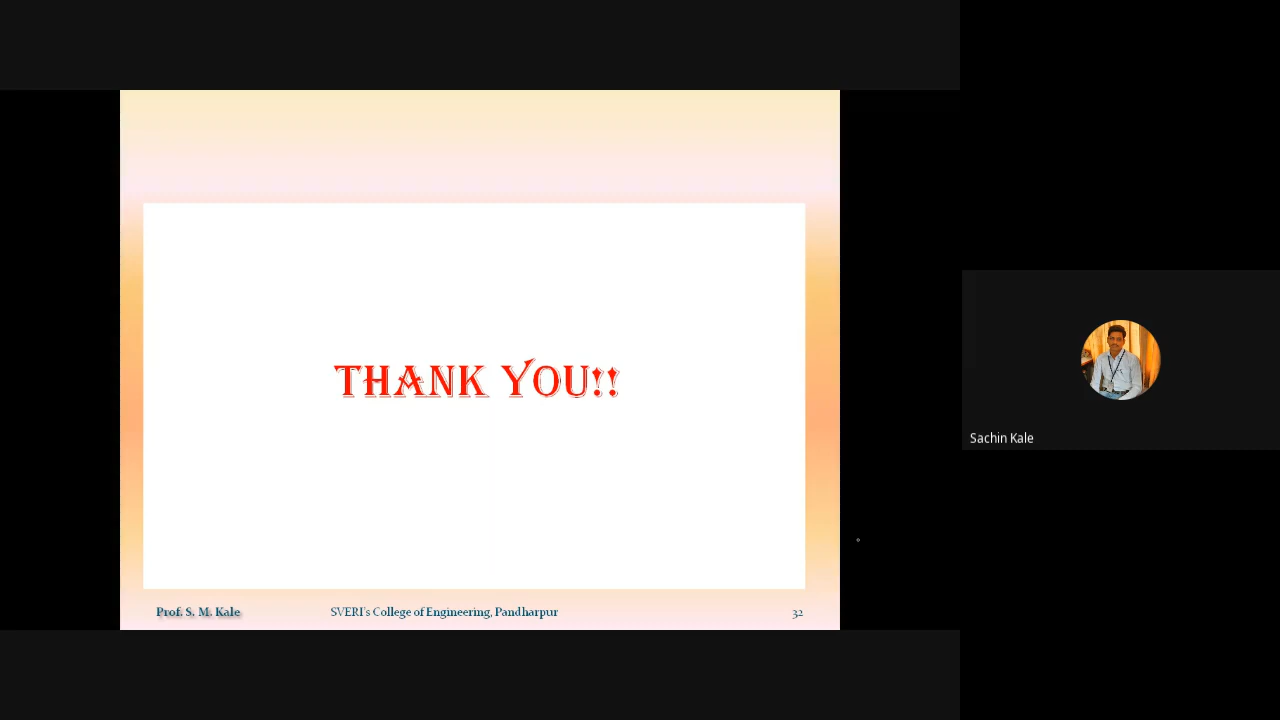 THANK YOU!!
Prof. S. M. Kale
SVERI's College of Engineering, Pandharpur
32
Sachin Kale